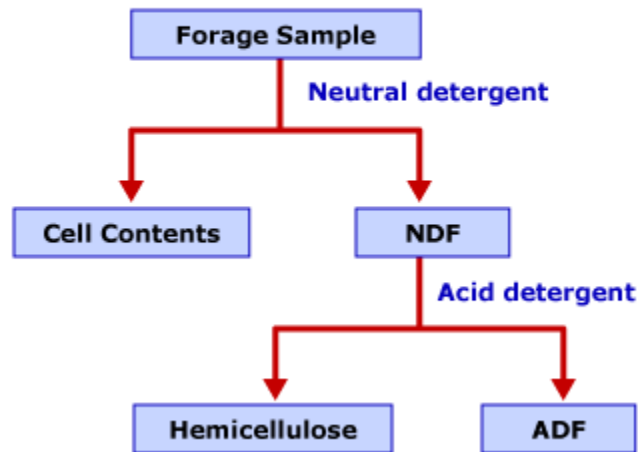 Forage Sample
Neutral detergent
Cell Contents
NDF
Acid detergent
Hemicellulose
ADF